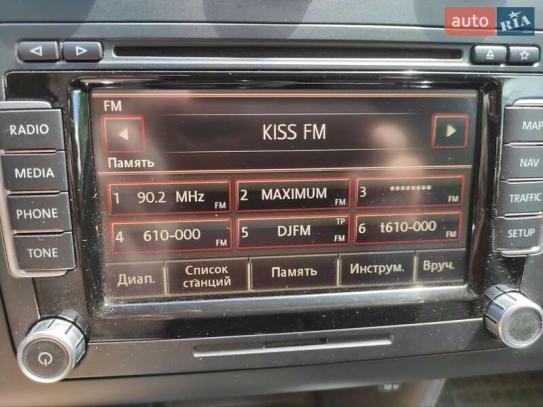 auto RIA
RADIO
MEDIA
PHONE
TONE
FM
KISS FM
Память
1 90.2 MHz FM
2 MAXIMUM FM
3 ******** FM
4 610-000 FM
5 DJFM TP FM
6 t610-000 FM
Диап.
Список станций
Память
Инструм.
Вруч.
MAP
NAV
TRAFFIC
SETUP